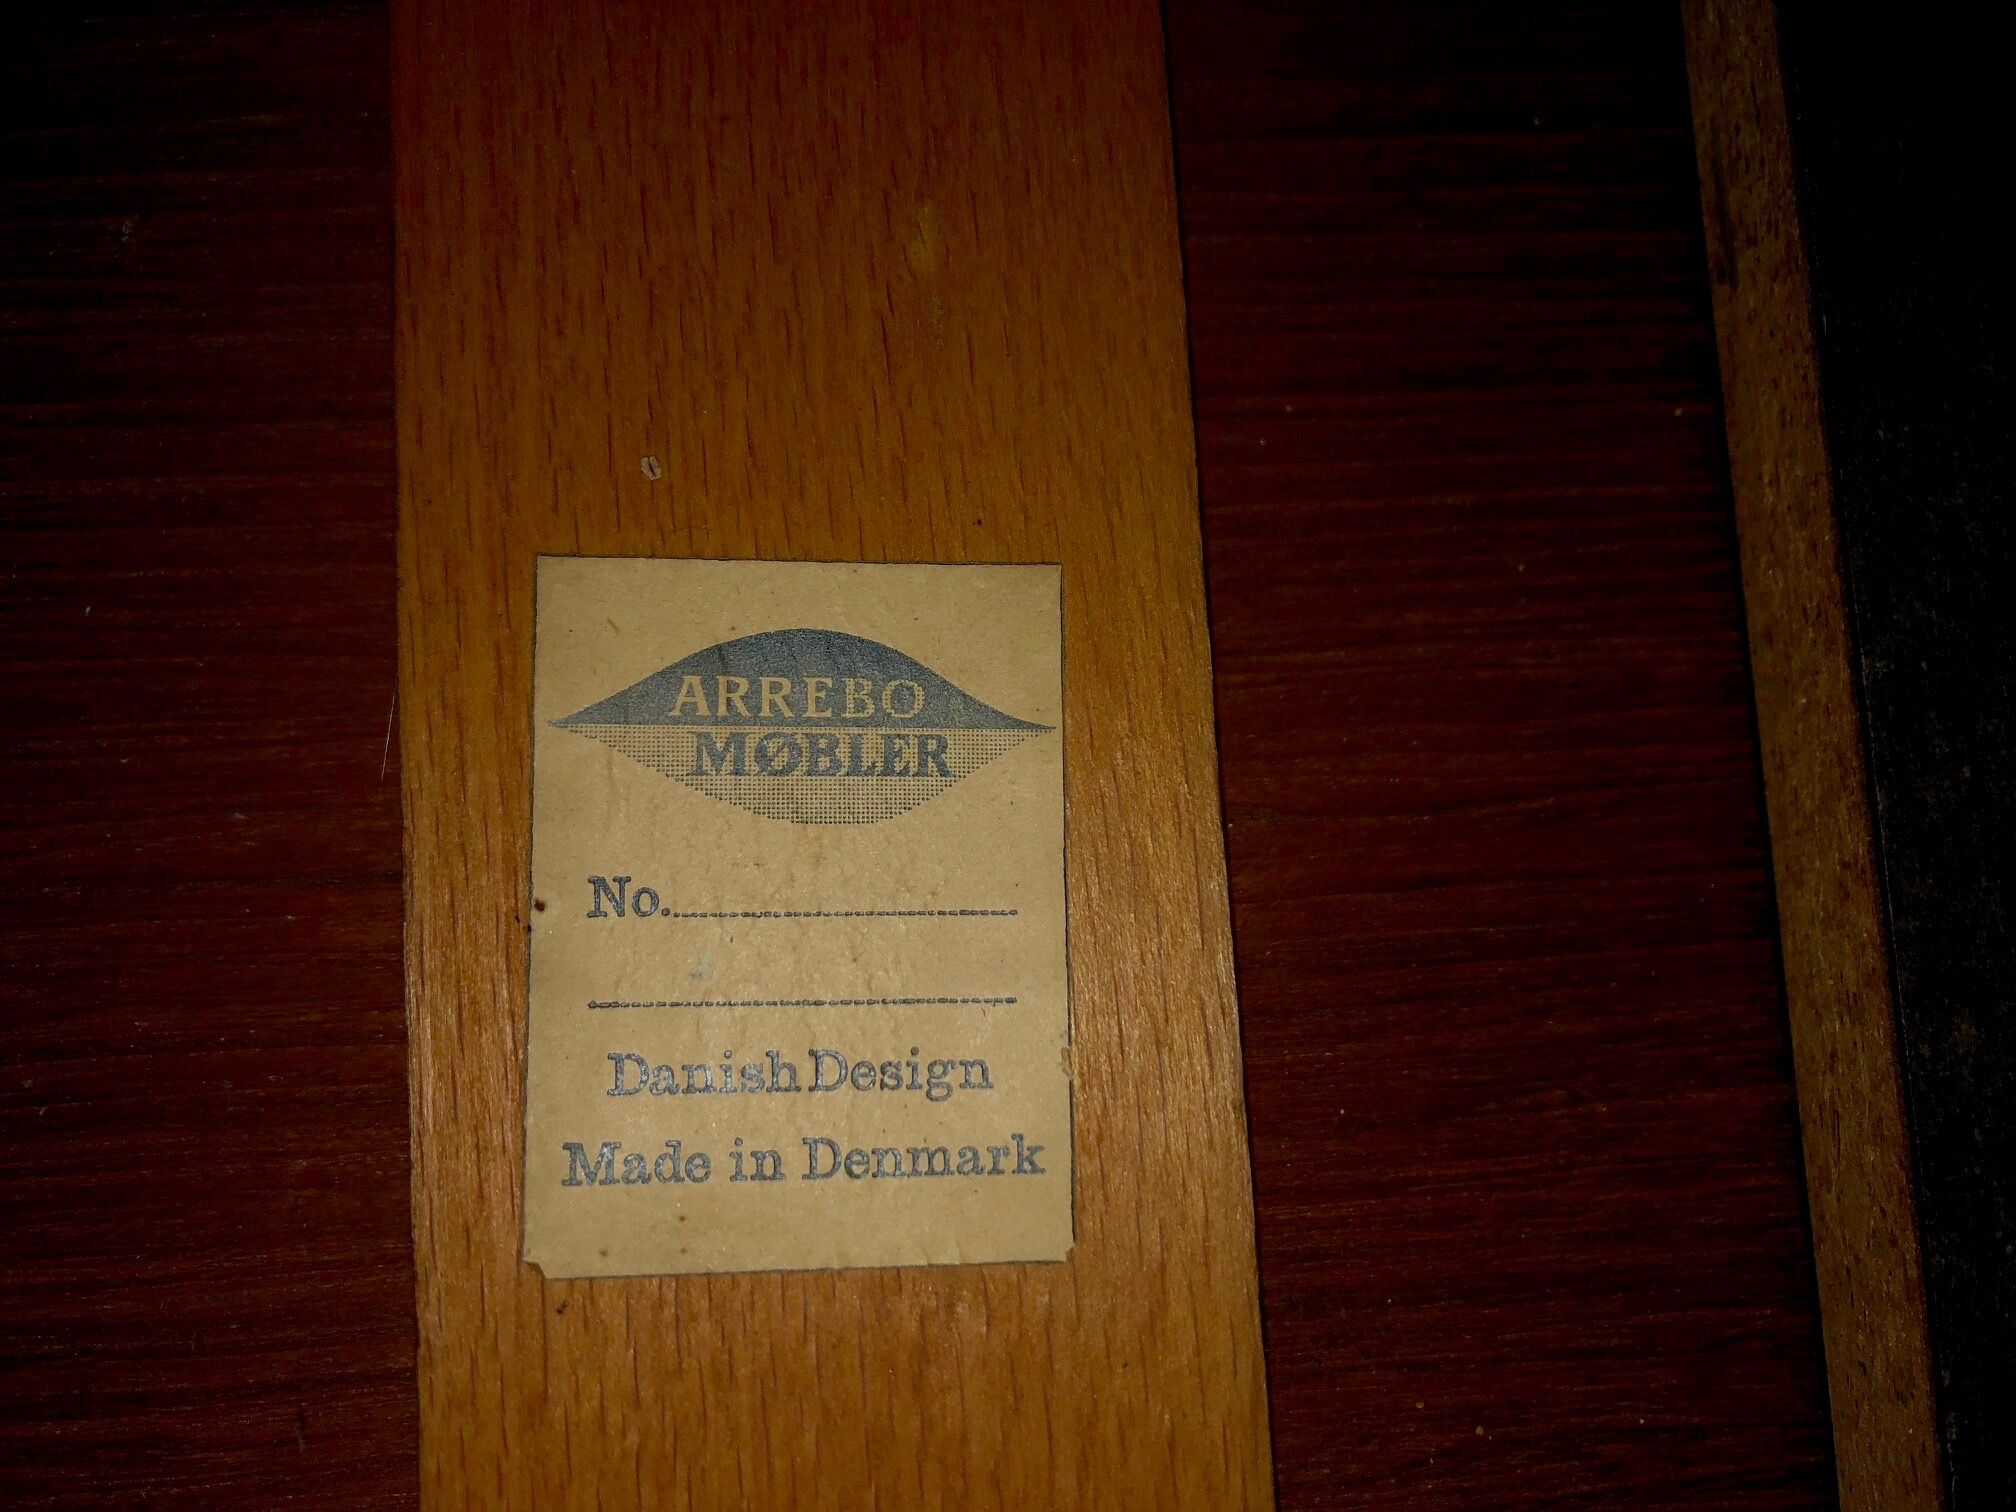 ARREBO
MØBLER
No.
Danish Design
Made in Denmark